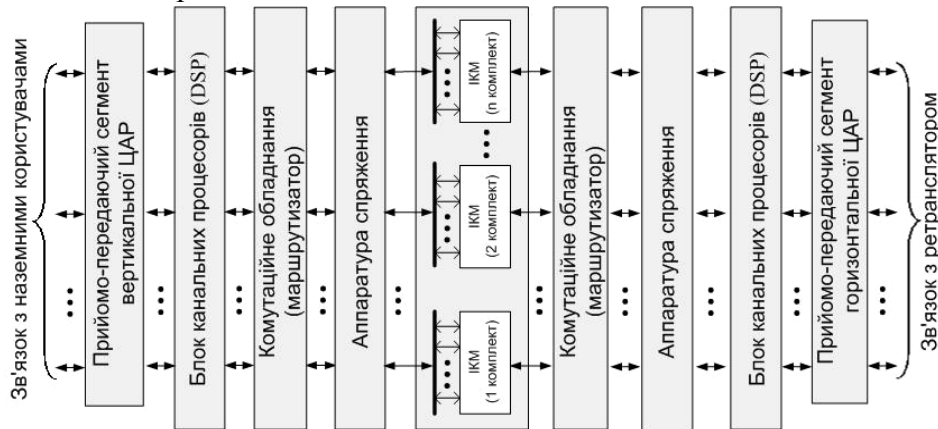 Зв'язок з наземними користувачами
Прийомо-передаючий сегмент
вертикальної ЦАР
Блок канальних процесорів (DSP)
Комутаційне обладнання
(маршрутизатор)
Аппаратура спряження
ІКМ
(n комплект)
ІКМ
(2 комплект)
ІКМ
(1 комплект)
Комутаційне обладнання
(маршрутизатор)
Аппаратура спряження
Блок канальних процесорів (DSP)
Прийомо-передаючий сегмент
горизонтальної ЦАР
Зв'язок з ретранслятором